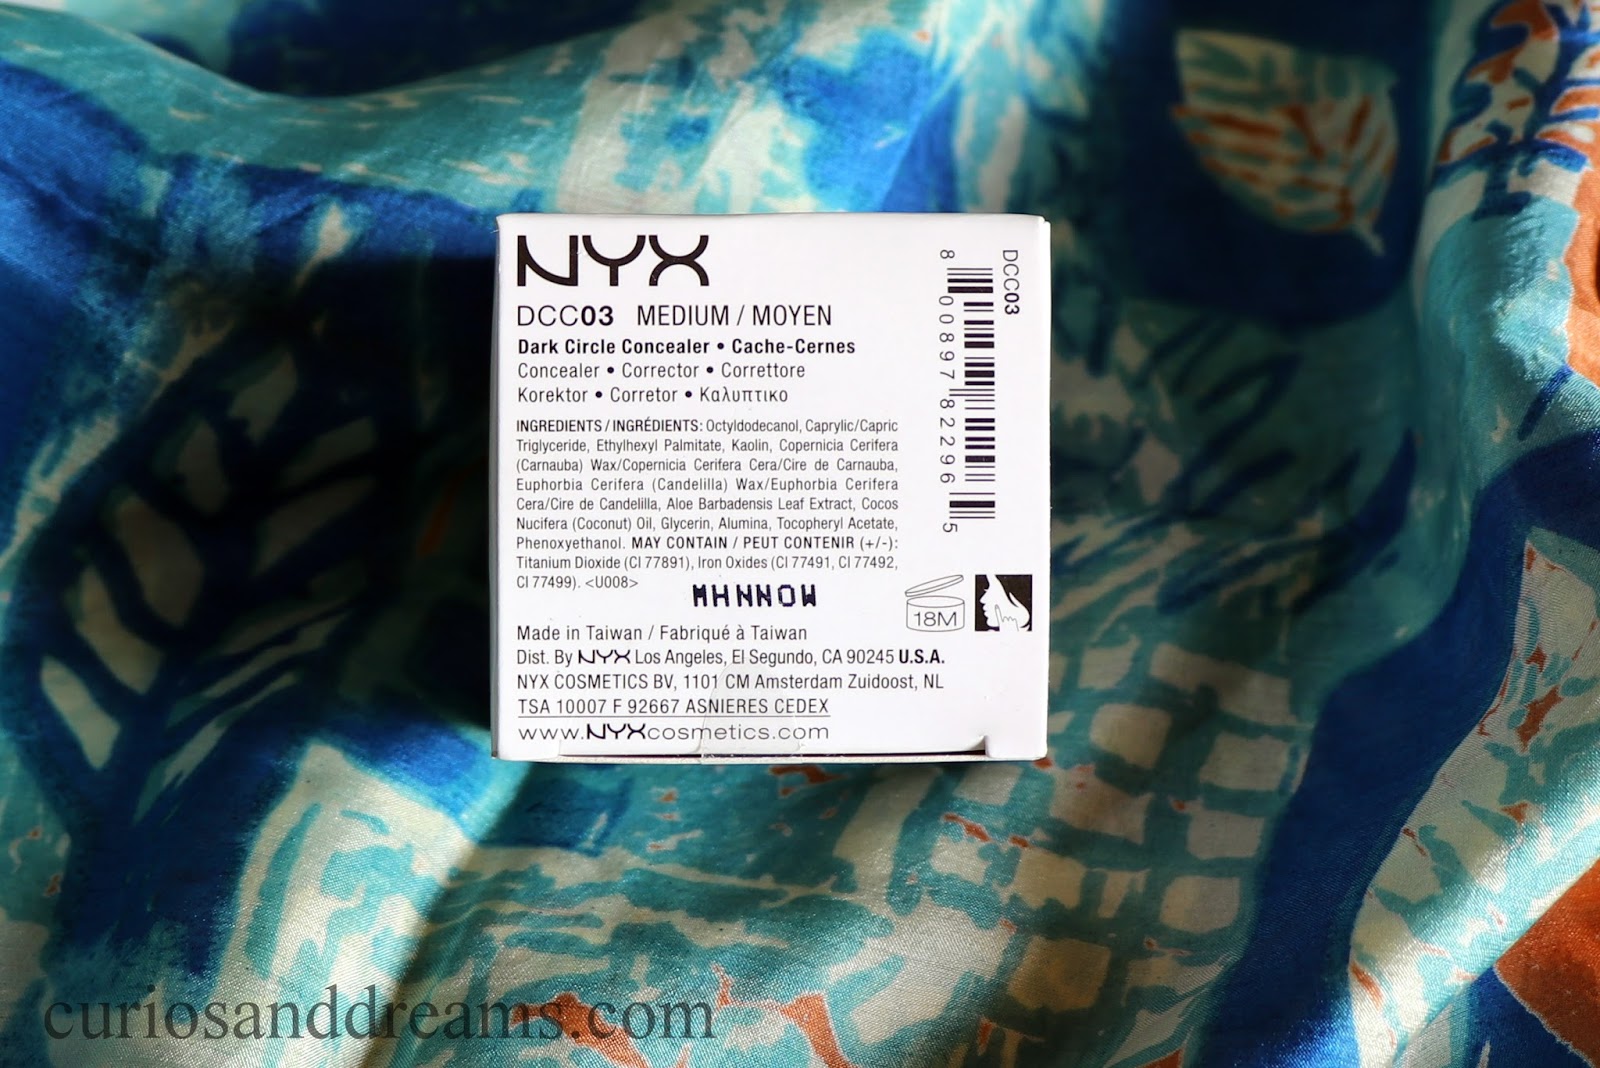 NYX
DCC03 MEDIUM / MOYEN
Dark Circle Concealer • Cache-Cernes
Concealer • Corrector • Correttore
Korektor • Corretor • Καλυπτικο
INGREDIENTS / INGRÉDIENTS: Octyldodecanol, Caprylic/Capric
Triglyceride, Ethylhexyl Palmitate, Kaolin, Copernicia Cerifera
(Carnauba) Wax/Copernicia Cerifera Cera/Cire de Carnauba,
Euphorbia Cerifera (Candelilla) Wax/Euphorbia Cerifera
Cera/Cire de Candelilla, Aloe Barbadensis Leaf Extract, Cocos
Nucifera (Coconut) Oil, Glycerin, Alumina, Tocopheryl Acetate,
Phenoxyethanol. MAY CONTAIN / PEUT CONTENIR (+/-):
Titanium Dioxide (CI 77891), Iron Oxides (CI 77491, CI 77492,
CI 77499). <U008>
MHNNOW
18M
Made in Taiwan / Fabriqué à Taiwan
Dist. By NYX Los Angeles, El Segundo, CA 90245 U.S.A.
NYX COSMETICS BV, 1101 CM Amsterdam Zuidoost, NL
TSA 10007 F 92667 ASNIERES CEDEX
www.NYXcosmetics.com
DCC03
8 00897 82296 5
curiosanddreams.com